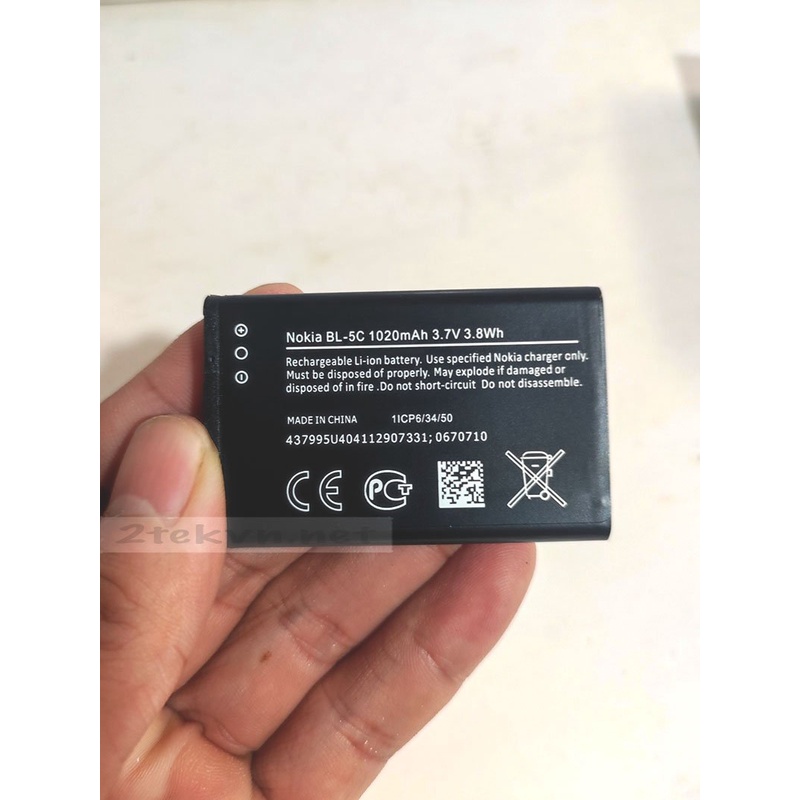 Nokia BL-5C 1020mAh 3.7V 3.8Wh
Rechargeable Li-ion battery. Use specified Nokia charger only.
Must be disposed of properly. May explode if damaged or
disposed of in fire .Do not short-circuit Do not disassemble.
MADE IN CHINA 1ICP6/34/50
437995U404112907331; 0670710
CE PCT
2tekvn.net